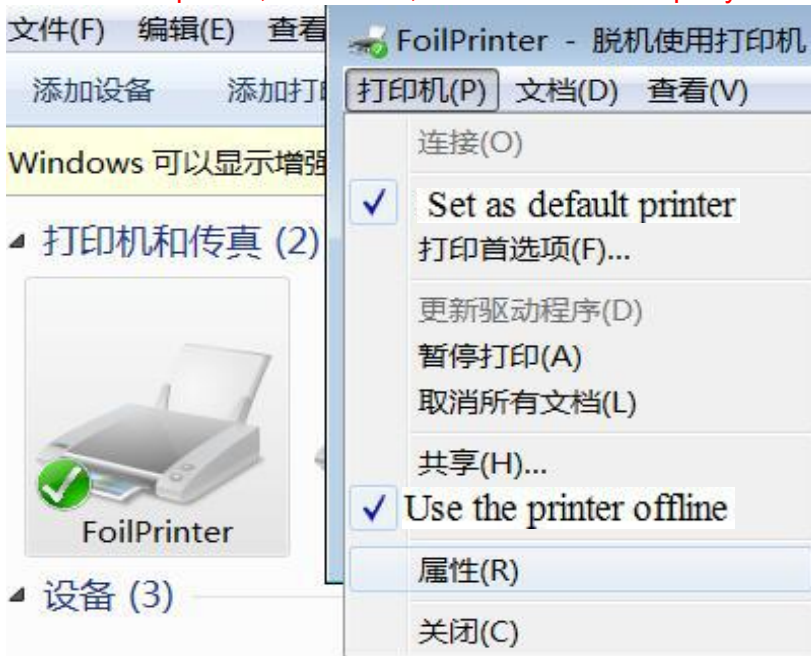 文件(F) 编辑(E) 查看
添加设备 添加打
Windows 可以显示增强
打印机和传真 (2)
FoilPrinter
设备 (3)
FoilPrinter - 脱机使用打印机
打印机(P) 文档(D) 查看(V)
连接(O)
Set as default printer
打印首选项(F)...
更新驱动程序(D)
暂停打印(A)
取消所有文档(L)
共享(H)...
Use the printer offline
属性(R)
关闭(C)